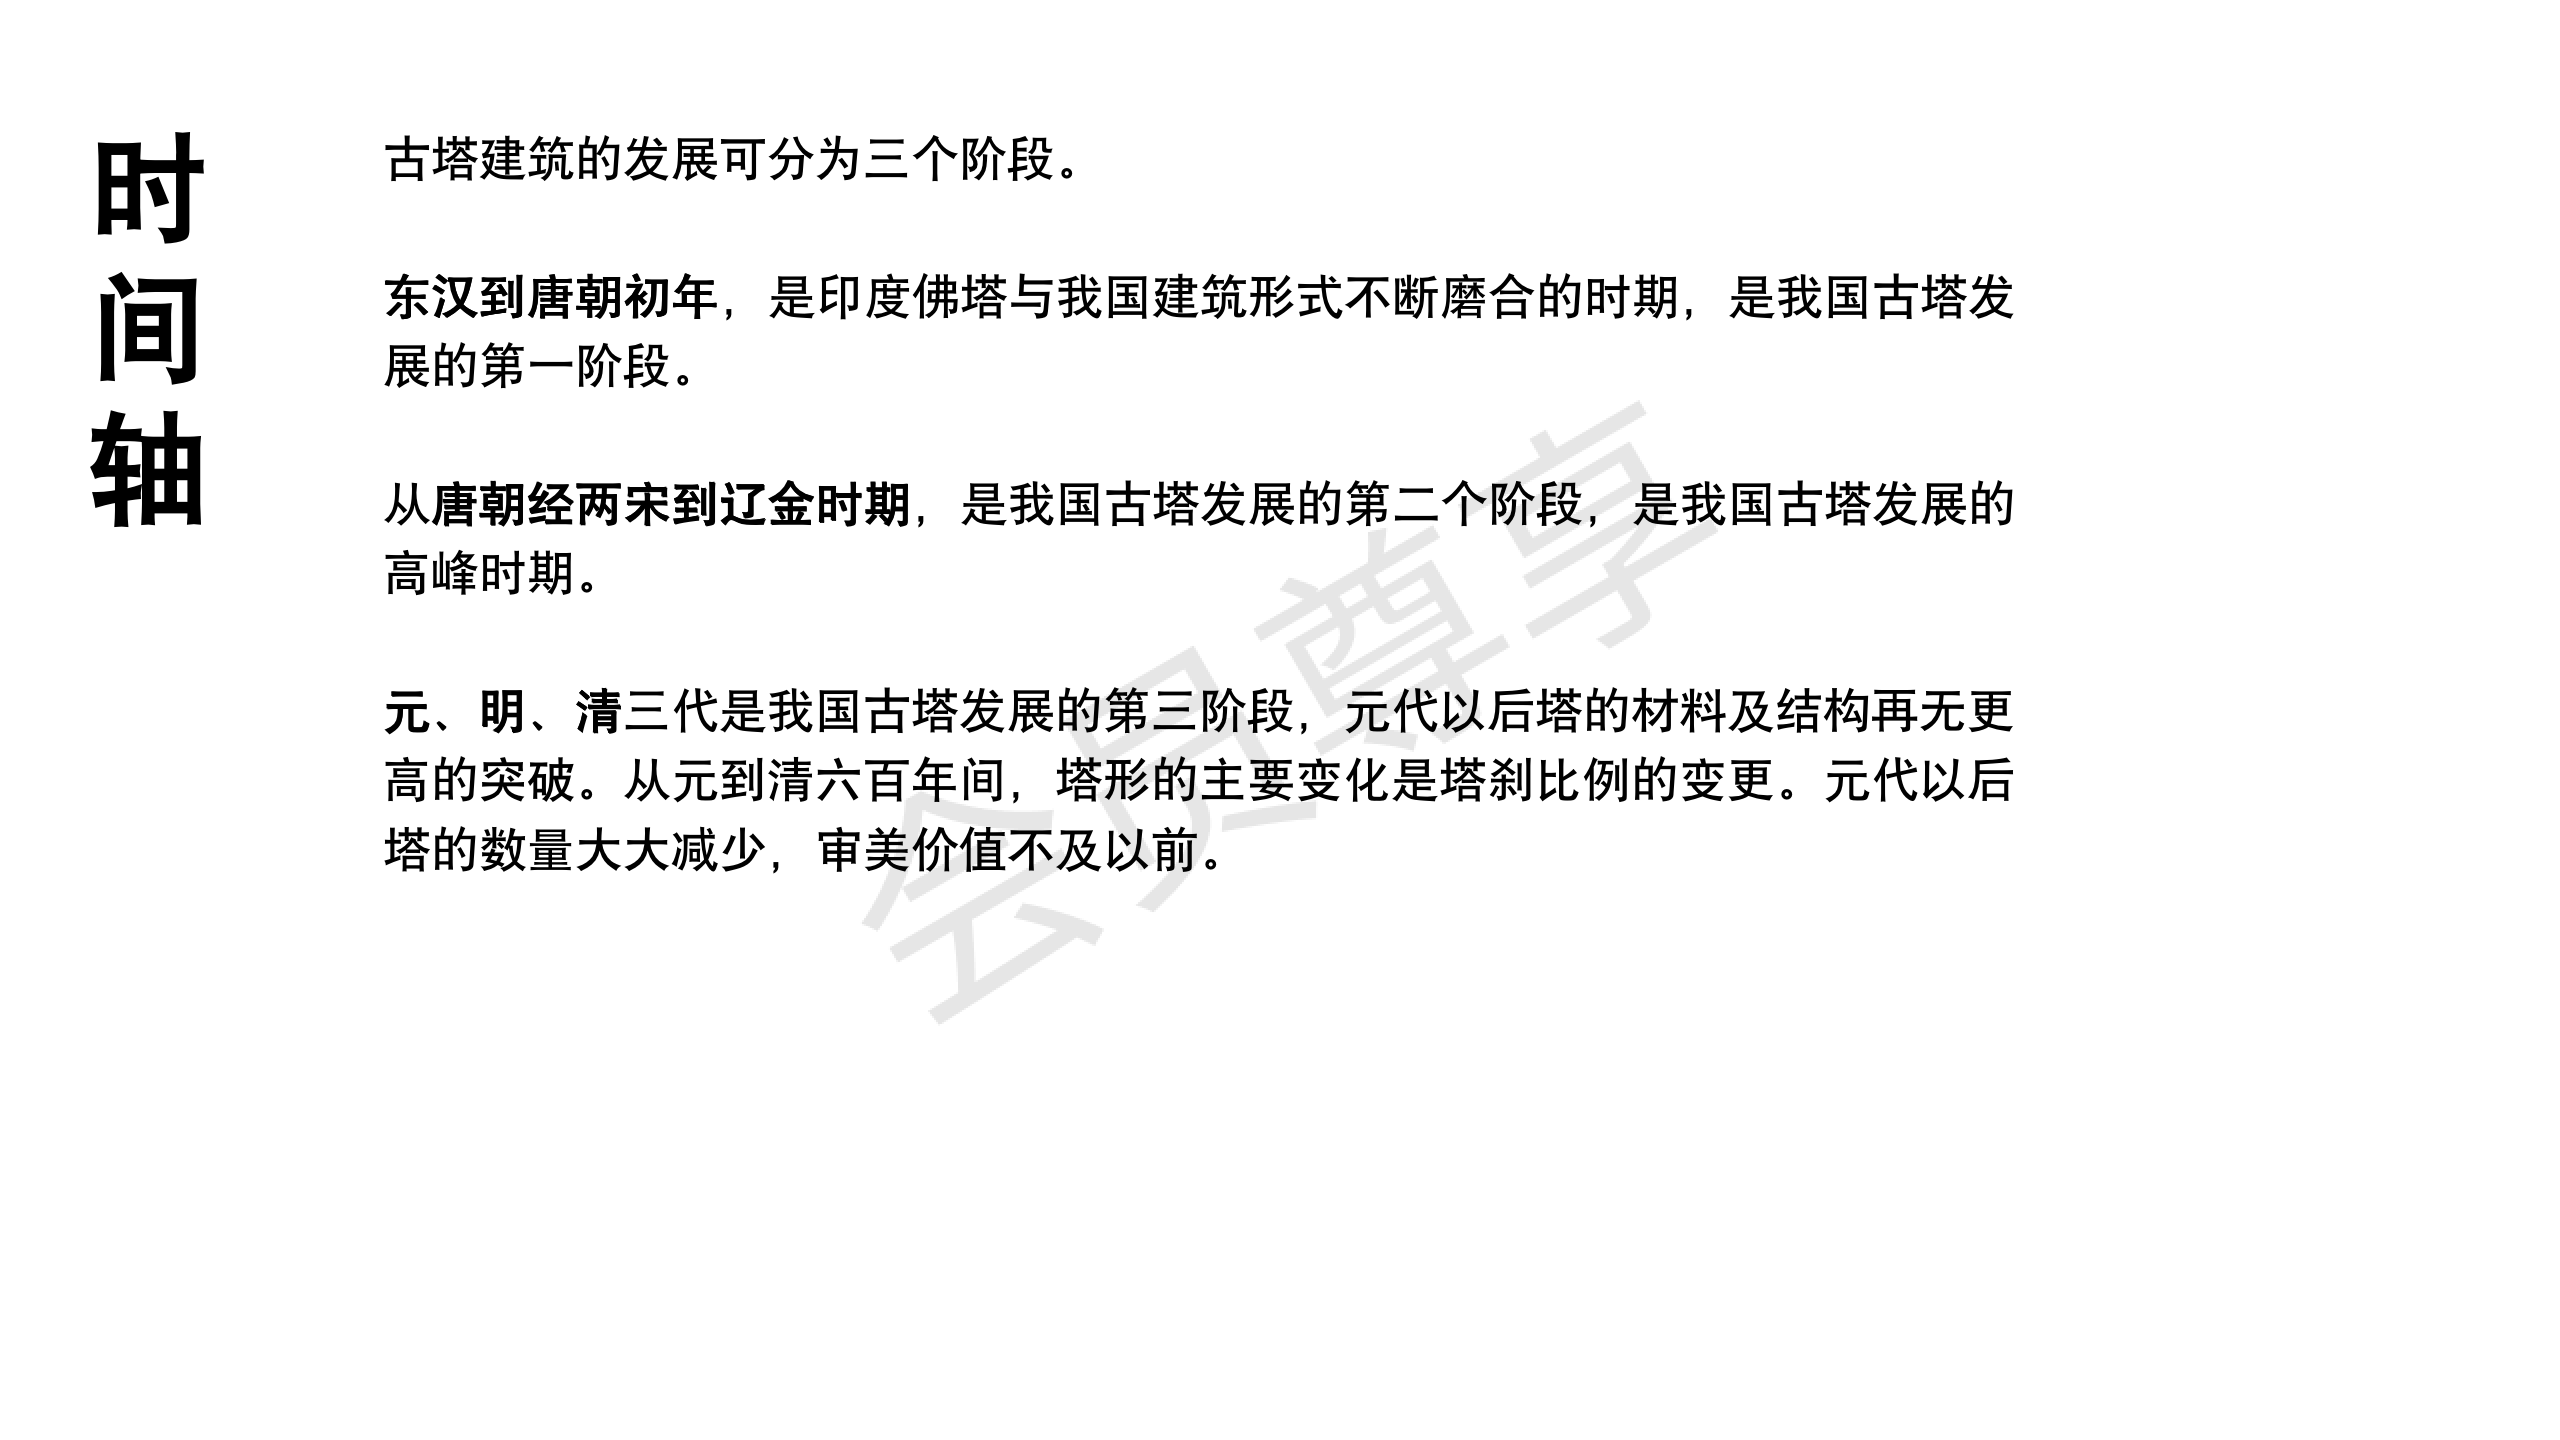 时间轴
古塔建筑的发展可分为三个阶段。
东汉到唐朝初年，是印度佛塔与我国建筑形式不断磨合的时期，是我国古塔发
展的第一阶段。
从唐朝经两宋到辽金时期，是我国古塔发展的第二个阶段，是我国古塔发展的
高峰时期。
元、明、清三代是我国古塔发展的第三阶段，元代以后塔的材料及结构再无更
高的突破。从元到清六百年间，塔形的主要变化是塔刹比例的变更。元代以后
塔的数量大大减少，审美价值不及以前。
会员尊享